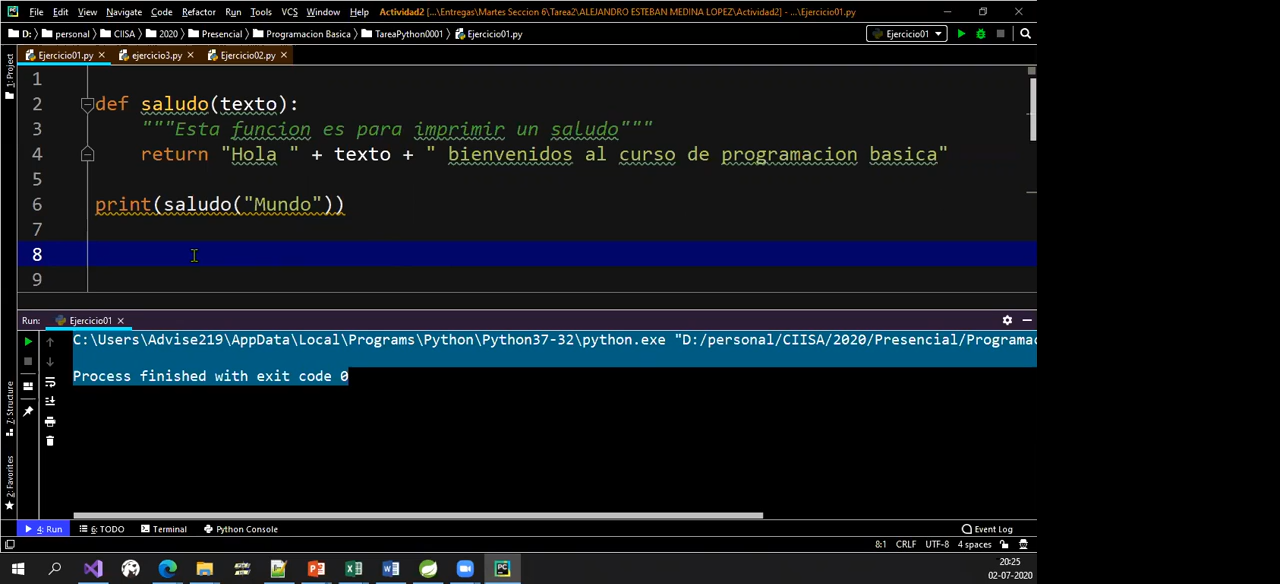 File Edit View Navigate Code Refactor Run Tools VCS Window Help Actividad2 [...\Entregas\Martes Seccion 6\Tarea2\ALEJANDRO ESTEBAN MEDINA LOPEZ\Actividad2] - ...\Ejercicio01.py
D: personal CIISA 2020 Presencial Programacion Basica TareaPython0001 Ejercicio01.py Ejercicio01
Ejercicio01.py ejercicio3.py Ejercicio02.py
1: Project
1
2 def saludo(texto):
3 """Esta funcion es para imprimir un saludo"""
4 return "Hola " + texto + " bienvenidos al curso de programacion basica"
5
6 print(saludo("Mundo"))
7
8
9
Run: Ejercicio01
C:\Users\Advise219\AppData\Local\Programs\Python\Python37-32\python.exe "D:/personal/CIISA/2020/Presencial/Programac
Process finished with exit code 0
7: Structure
2: Favorites
4: Run 6: TODO Terminal Python Console Event Log
8:1 CRLF UTF-8 4 spaces
20:25
02-07-2020